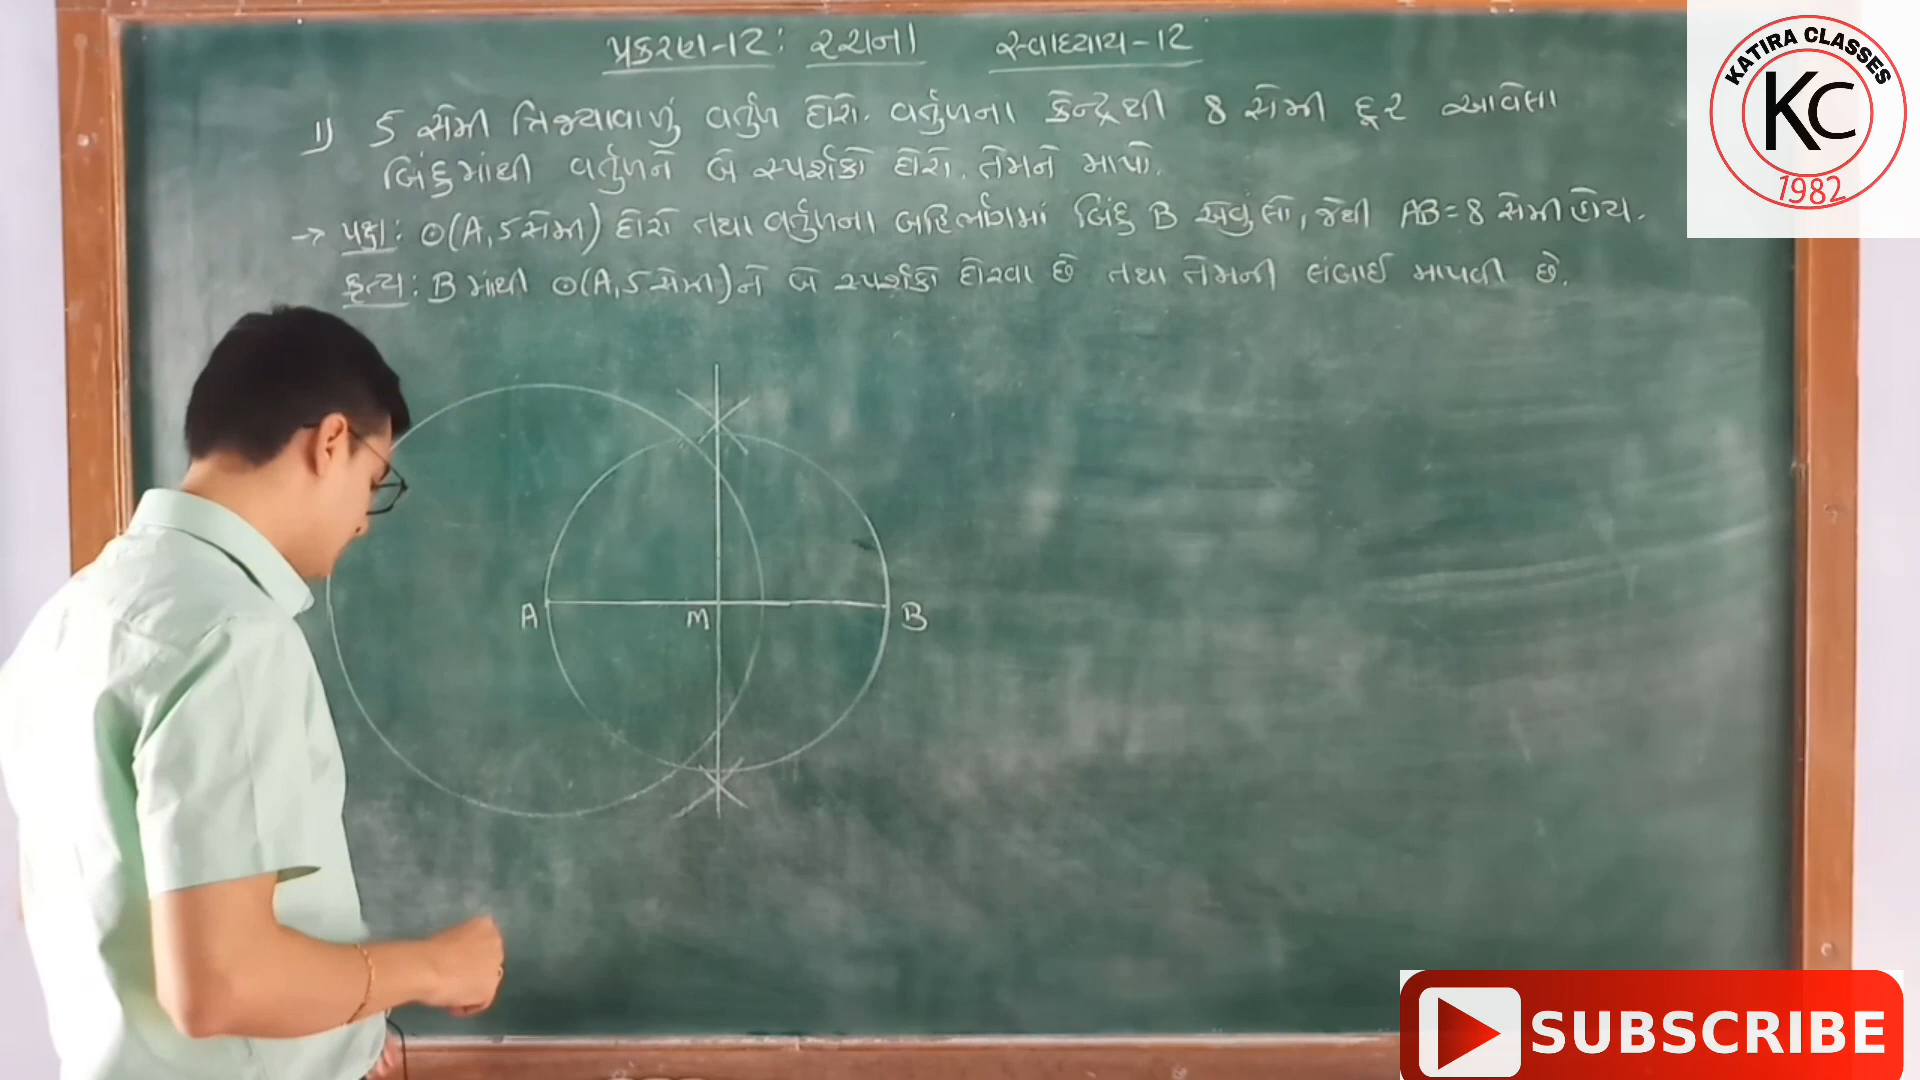 પ્રકરણ-12: રચના સ્વાધ્યાય-12
1) 5 સેમી ત્રિજ્યાવાળું વર્તુળ દોરો. વર્તુળના કેન્દ્રથી 8 સેમી દૂર આવેલા
બિંદુમાંથી વર્તુળને બે સ્પર્શકો દોરો. તેમને માપો.
→ પક્ષ: ⊙(A, 5 સેમી) દોરો તથા વર્તુળના બહિર્ભાગમાં બિંદુ B એવું લો, જેથી AB = 8 સેમી હોય.
કૃત્ય: B માંથી ⊙(A, 5 સેમી) ને બે સ્પર્શકો દોરવા છે તથા તેમની લંબાઈ માપવી છે.
A M B
KATIRA CLASSES
KC
1982
SUBSCRIBE